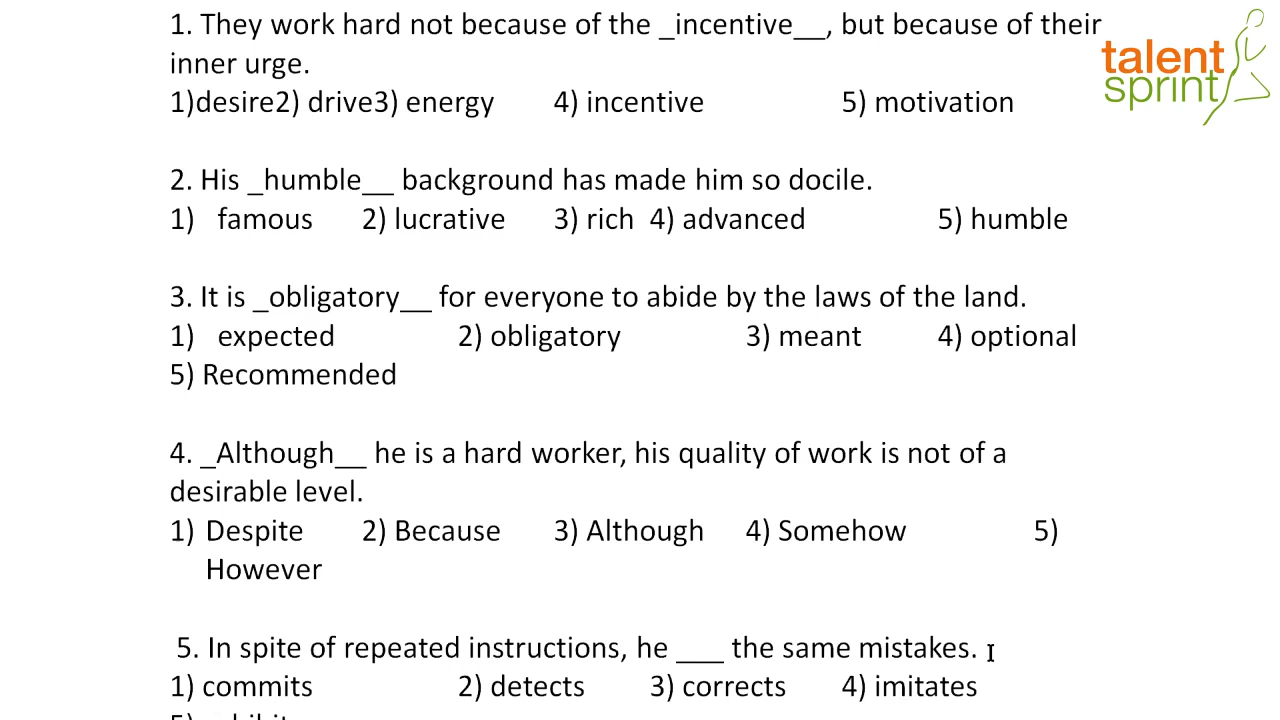 1. They work hard not because of the _incentive__, but because of their
inner urge.
1)desire2) drive3) energy 4) incentive 5) motivation
talent
sprint
2. His _humble__ background has made him so docile.
1) famous 2) lucrative 3) rich 4) advanced 5) humble
3. It is _obligatory__ for everyone to abide by the laws of the land.
1) expected 2) obligatory 3) meant 4) optional
5) Recommended
4. _Although__ he is a hard worker, his quality of work is not of a
desirable level.
1) Despite 2) Because 3) Although 4) Somehow 5)
However
5. In spite of repeated instructions, he ___ the same mistakes.
1) commits 2) detects 3) corrects 4) imitates
5)